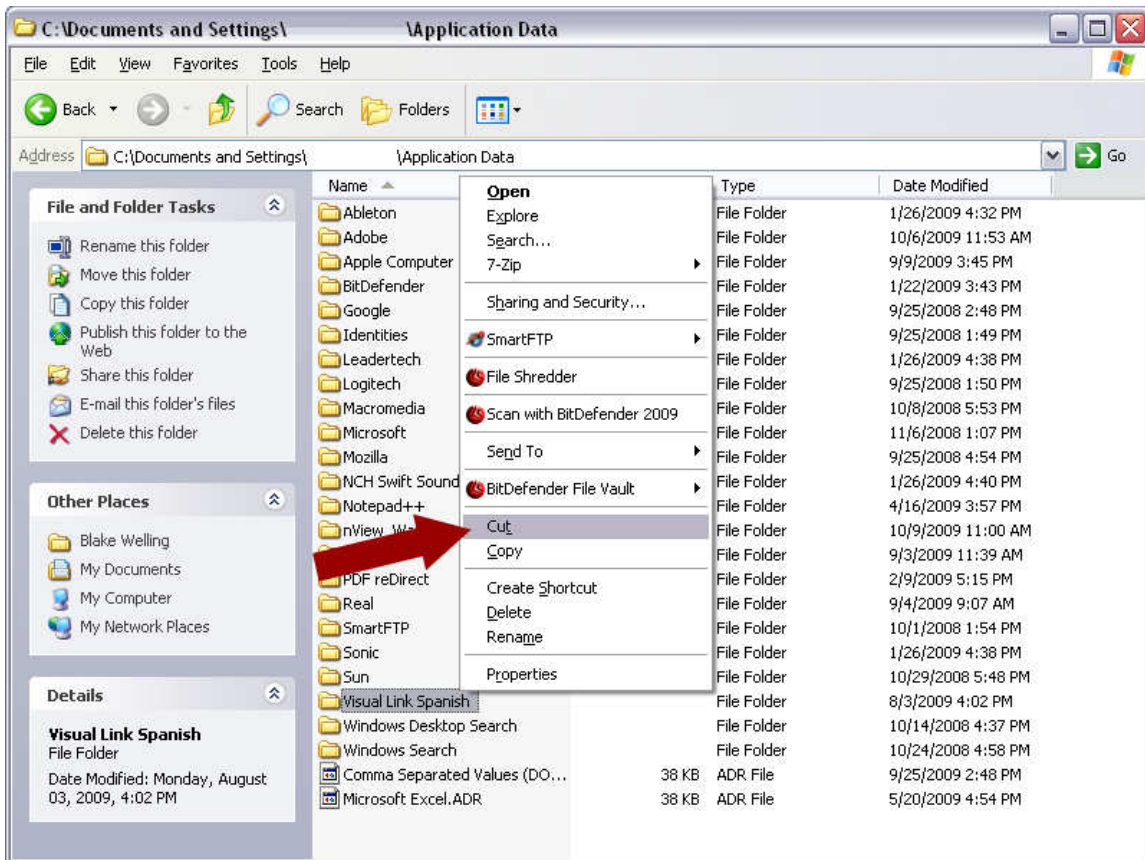 C:\Documents and Settings\ \Application Data
File Edit View Favorites Tools Help
Back Search Folders
Address C:\Documents and Settings\ \Application Data Go
File and Folder Tasks
Rename this folder
Move this folder
Copy this folder
Publish this folder to the
Web
Share this folder
E-mail this folder's files
Delete this folder
Other Places
Blake Welling
My Documents
My Computer
My Network Places
Details
Visual Link Spanish
File Folder
Date Modified: Monday, August
03, 2009, 4:02 PM
Name Type Date Modified
Ableton File Folder 1/26/2009 4:32 PM
Adobe File Folder 10/6/2009 11:53 AM
Apple Computer File Folder 9/9/2009 3:45 PM
BitDefender File Folder 1/22/2009 3:43 PM
Google File Folder 9/25/2008 2:48 PM
Identities File Folder 9/25/2008 1:49 PM
Leadertech File Folder 1/26/2009 4:38 PM
Logitech File Folder 9/25/2008 1:50 PM
Macromedia File Folder 10/8/2008 5:53 PM
Microsoft File Folder 11/6/2008 1:07 PM
Mozilla File Folder 9/25/2008 4:54 PM
NCH Swift Sound File Folder 1/26/2009 4:40 PM
Notepad++ File Folder 4/16/2009 3:57 PM
File Folder 10/9/2009 11:00 AM
File Folder 9/3/2009 11:39 AM
PDF reDirect File Folder 2/9/2009 5:15 PM
Real File Folder 9/4/2009 9:07 AM
SmartFTP File Folder 10/1/2008 1:54 PM
Sonic File Folder 1/26/2009 4:38 PM
Sun File Folder 10/29/2008 5:48 PM
Visual Link Spanish File Folder 8/3/2009 4:02 PM
Windows Desktop Search File Folder 10/14/2008 4:37 PM
Windows Search File Folder 10/24/2008 4:58 PM
Comma Separated Values (DO... 38 KB ADR File 9/25/2009 2:48 PM
Microsoft Excel.ADR 38 KB ADR File 5/20/2009 4:54 PM
Open
Explore
Search...
7-Zip
Sharing and Security...
SmartFTP
File Shredder
Scan with BitDefender 2009
Send To
BitDefender File Vault
Cut
Copy
Create Shortcut
Delete
Rename
Properties